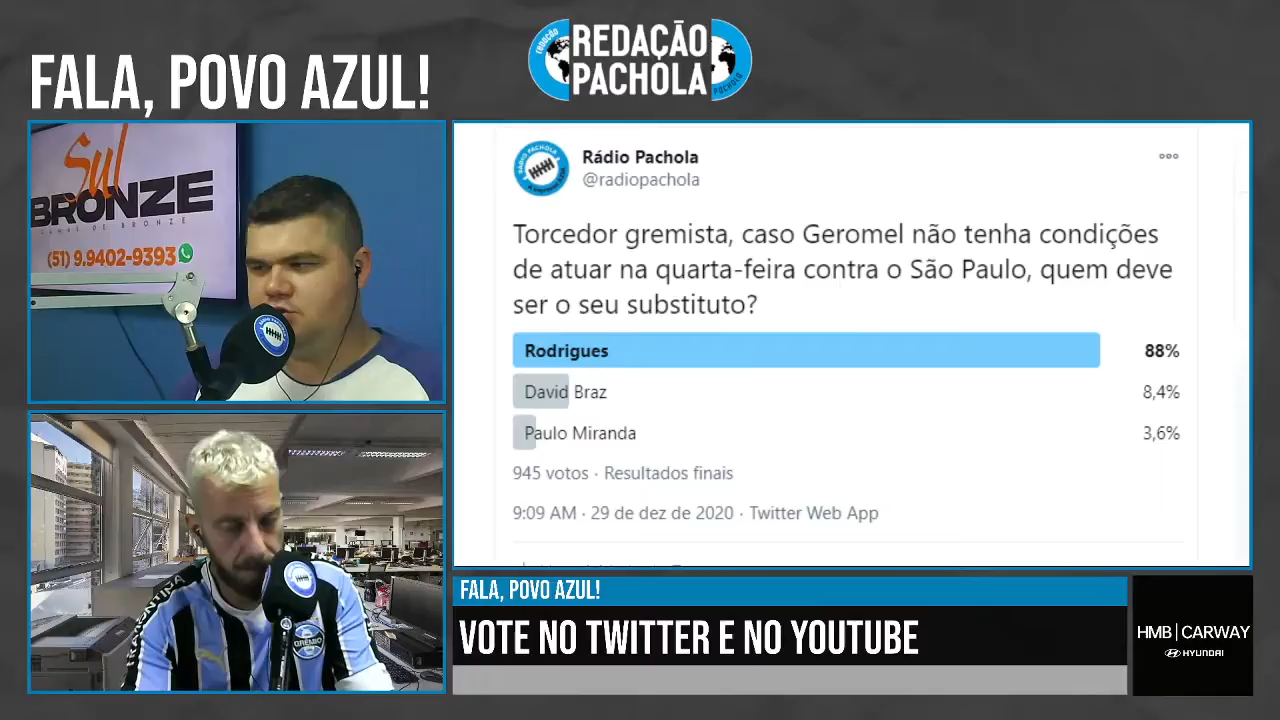 FALA, POVO AZUL!
REDAÇÃO
PACHOLA
Sul
BRONZE
(51) 9.9402-9393
Rádio Pachola
@radiopachola
Torcedor gremista, caso Geromel não tenha condições
de atuar na quarta-feira contra o São Paulo, quem deve
ser o seu substituto?
Rodrigues 88%
David Braz 8,4%
Paulo Miranda 3,6%
945 votos · Resultados finais
9:09 AM · 29 de dez de 2020 · Twitter Web App
GRÊMIO
FALA, POVO AZUL!
VOTE NO TWITTER E NO YOUTUBE
HMB | CARWAY
HYUNDAI